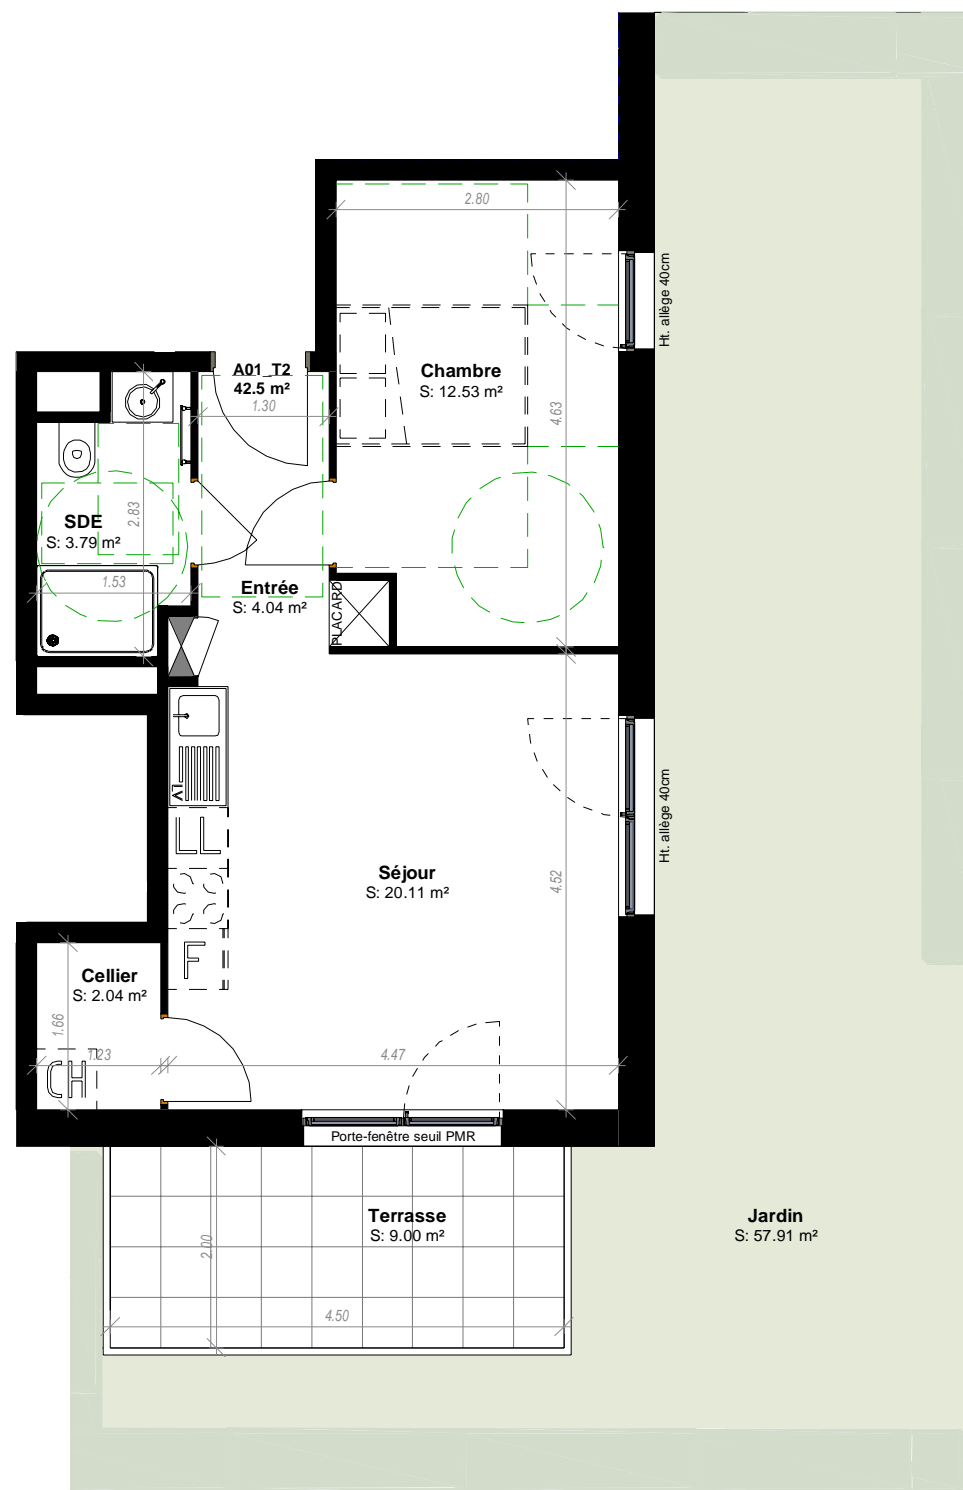 2.80
Ht. allège 40cm
A01_T2
42.5 m²
1.30
Chambre
S: 12.53 m²
4.63
2.83
SDE
S: 3.79 m²
1.53
Entrée
S: 4.04 m²
PLACARD
LV
LL
Ht. allège 40cm
Séjour
S: 20.11 m²
4.52
F
Cellier
S: 2.04 m²
1.66
1.23
4.47
CH
Porte-fenêtre seuil PMR
Terrasse
S: 9.00 m²
2.00
4.50
Jardin
S: 57.91 m²